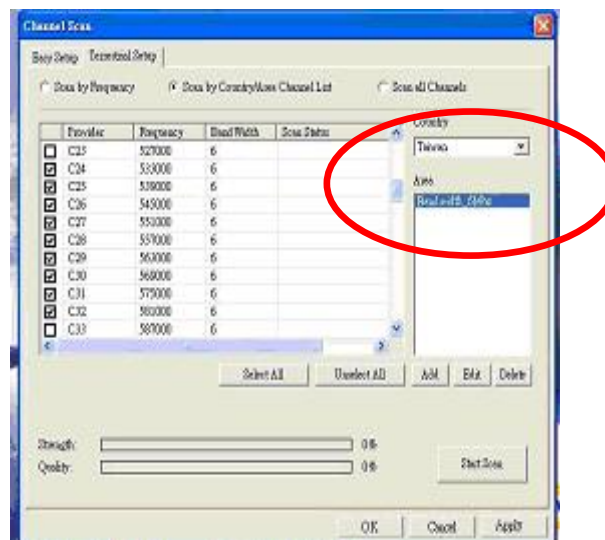 Channel Scan
Easy Setup Terrestrial Setup
Scan by Frequency Scan by Country/Area Channel List Scan all Channels
Country
Provider Frequency Band Width Scan Status
Taiwan
C23 527000 6
C24 533000 6
Area
C25 539000 6
Bandwidth_6Mhz
C26 545000 6
C27 551000 6
C28 557000 6
C29 563000 6
C30 569000 6
C31 575000 6
C32 581000 6
C33 587000 6
Select All Unselect All Add Edit Delete
Strength: 0%
Quality: 0%
Start Scan
OK Cancel Apply